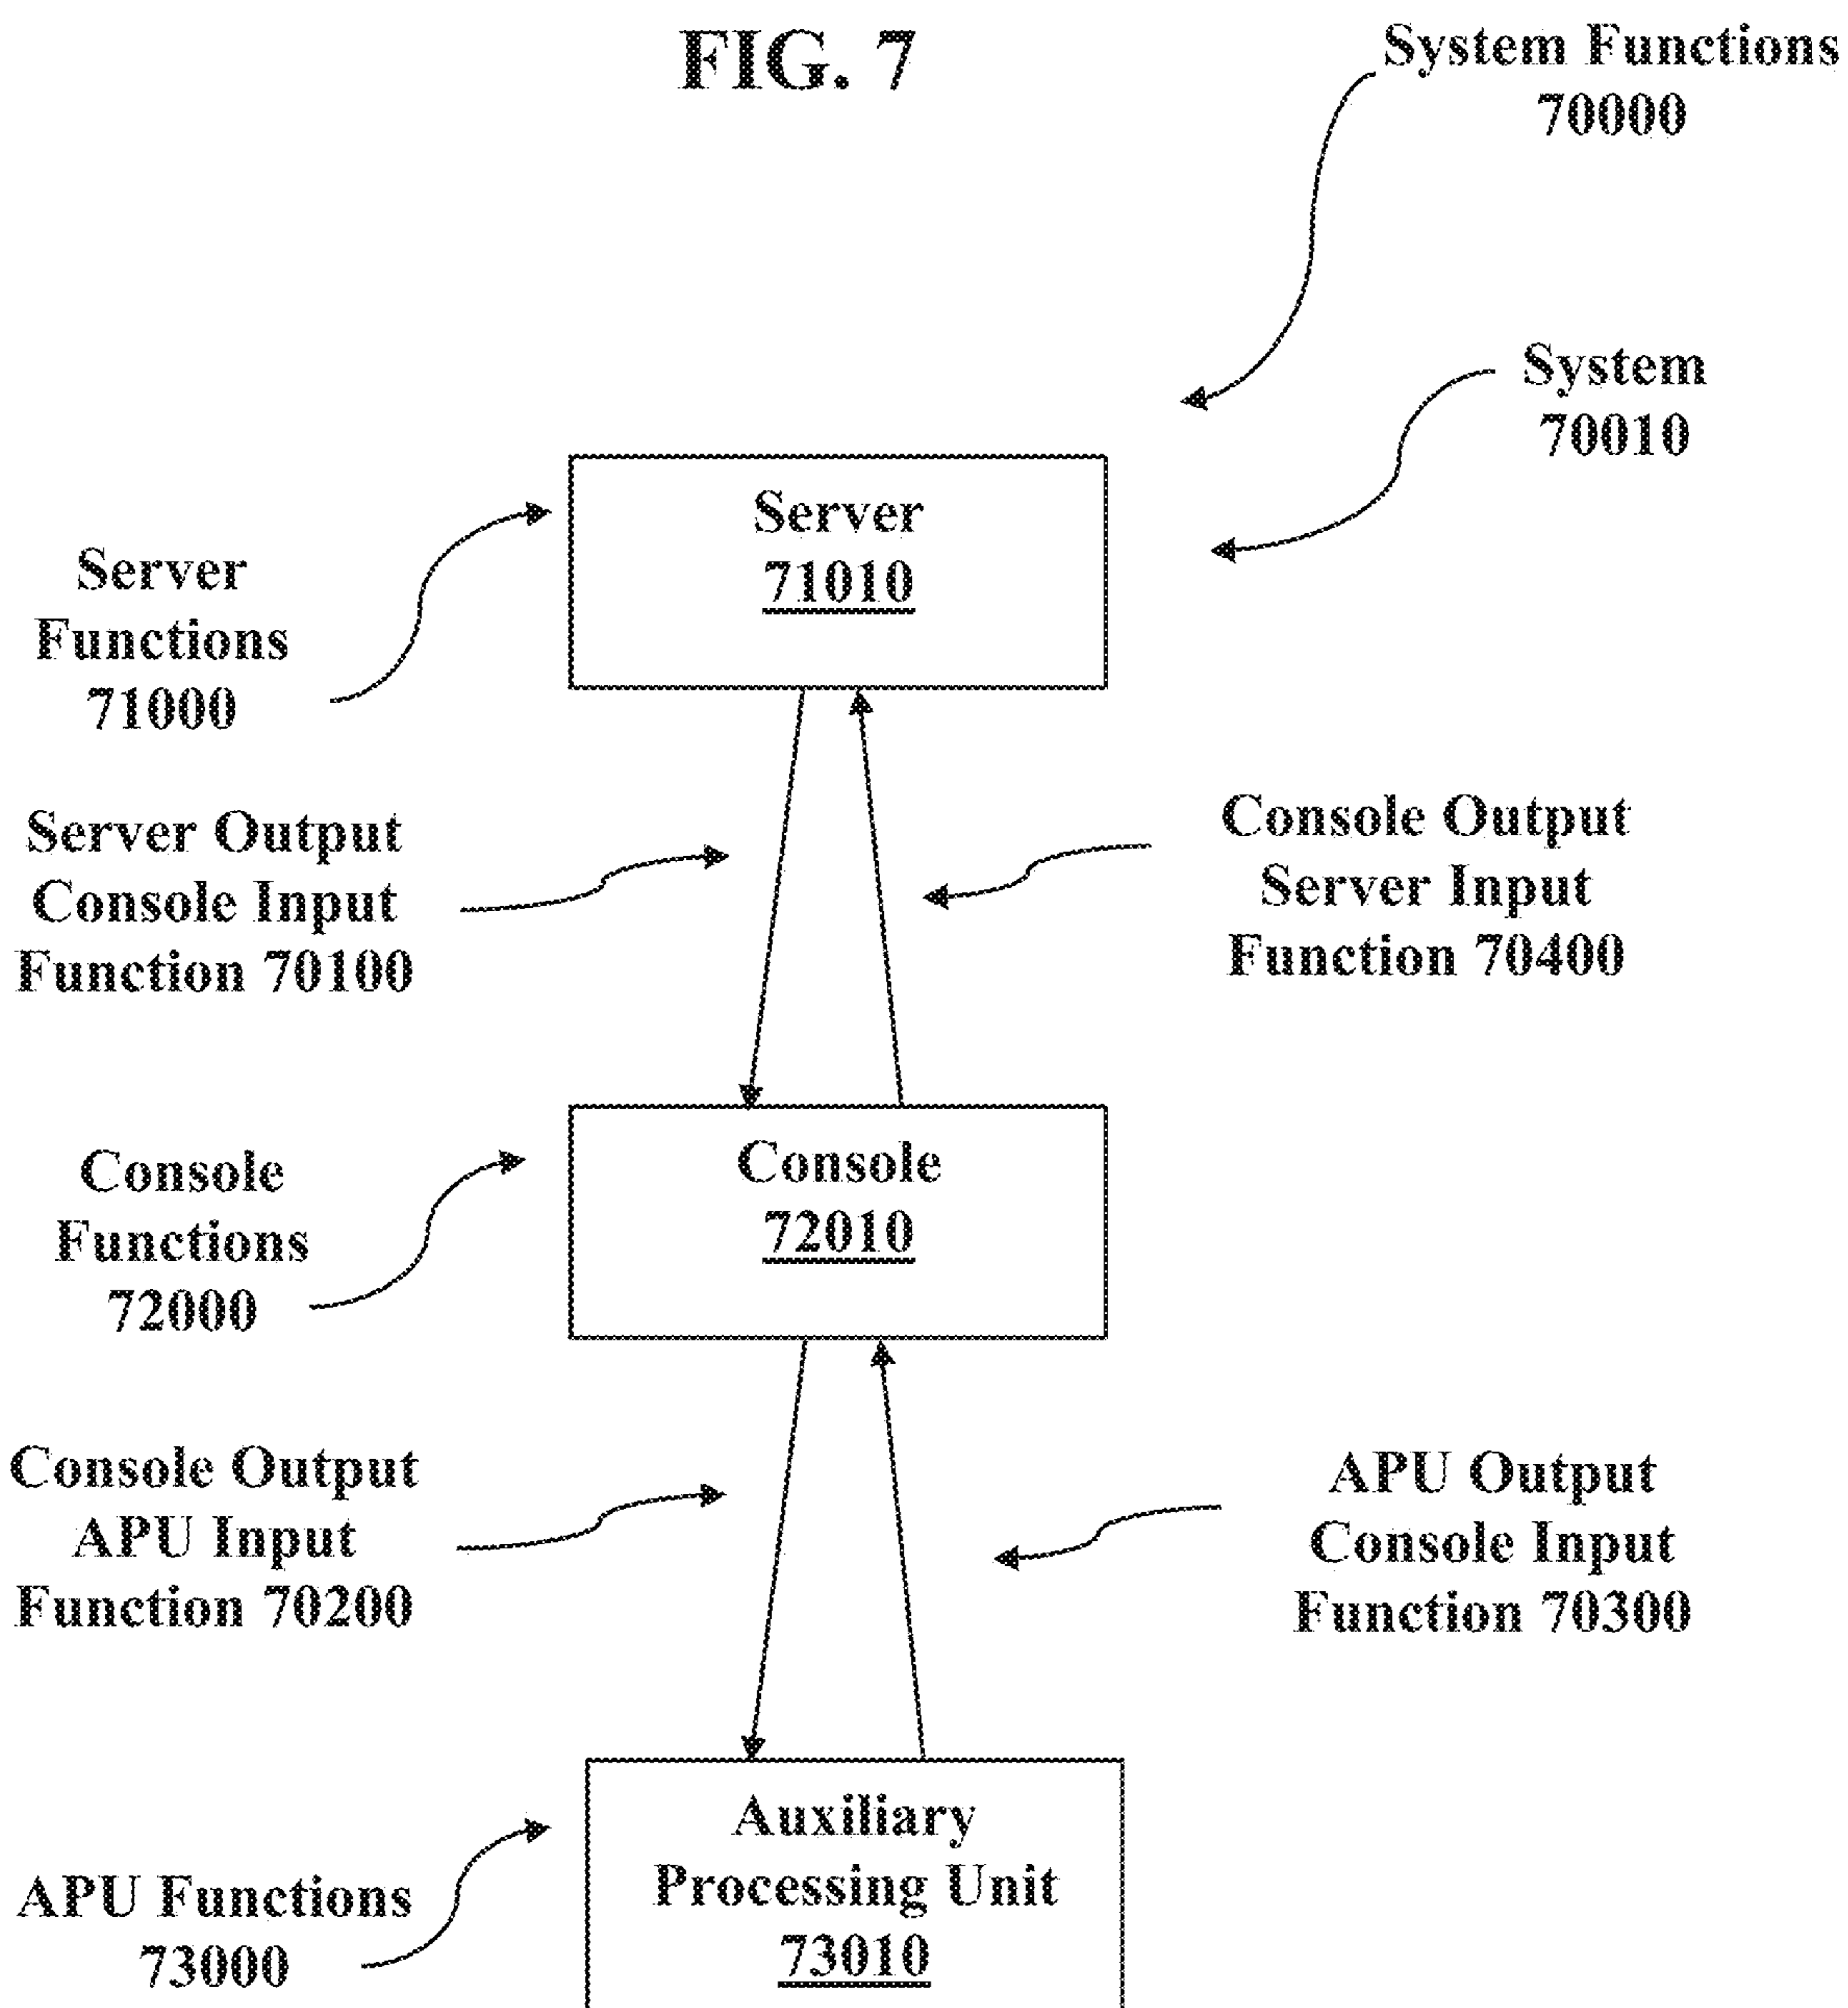 FIG. 7
System Functions
70000
System
70010
Server
71010
Server
Functions
71000
Server Output
Console Input
Function 70100
Console Output
Server Input
Function 70400
Console
72010
Console
Functions
72000
Console Output
APU Input
Function 70200
APU Output
Console Input
Function 70300
Auxiliary
Processing Unit
73010
APU Functions
73000